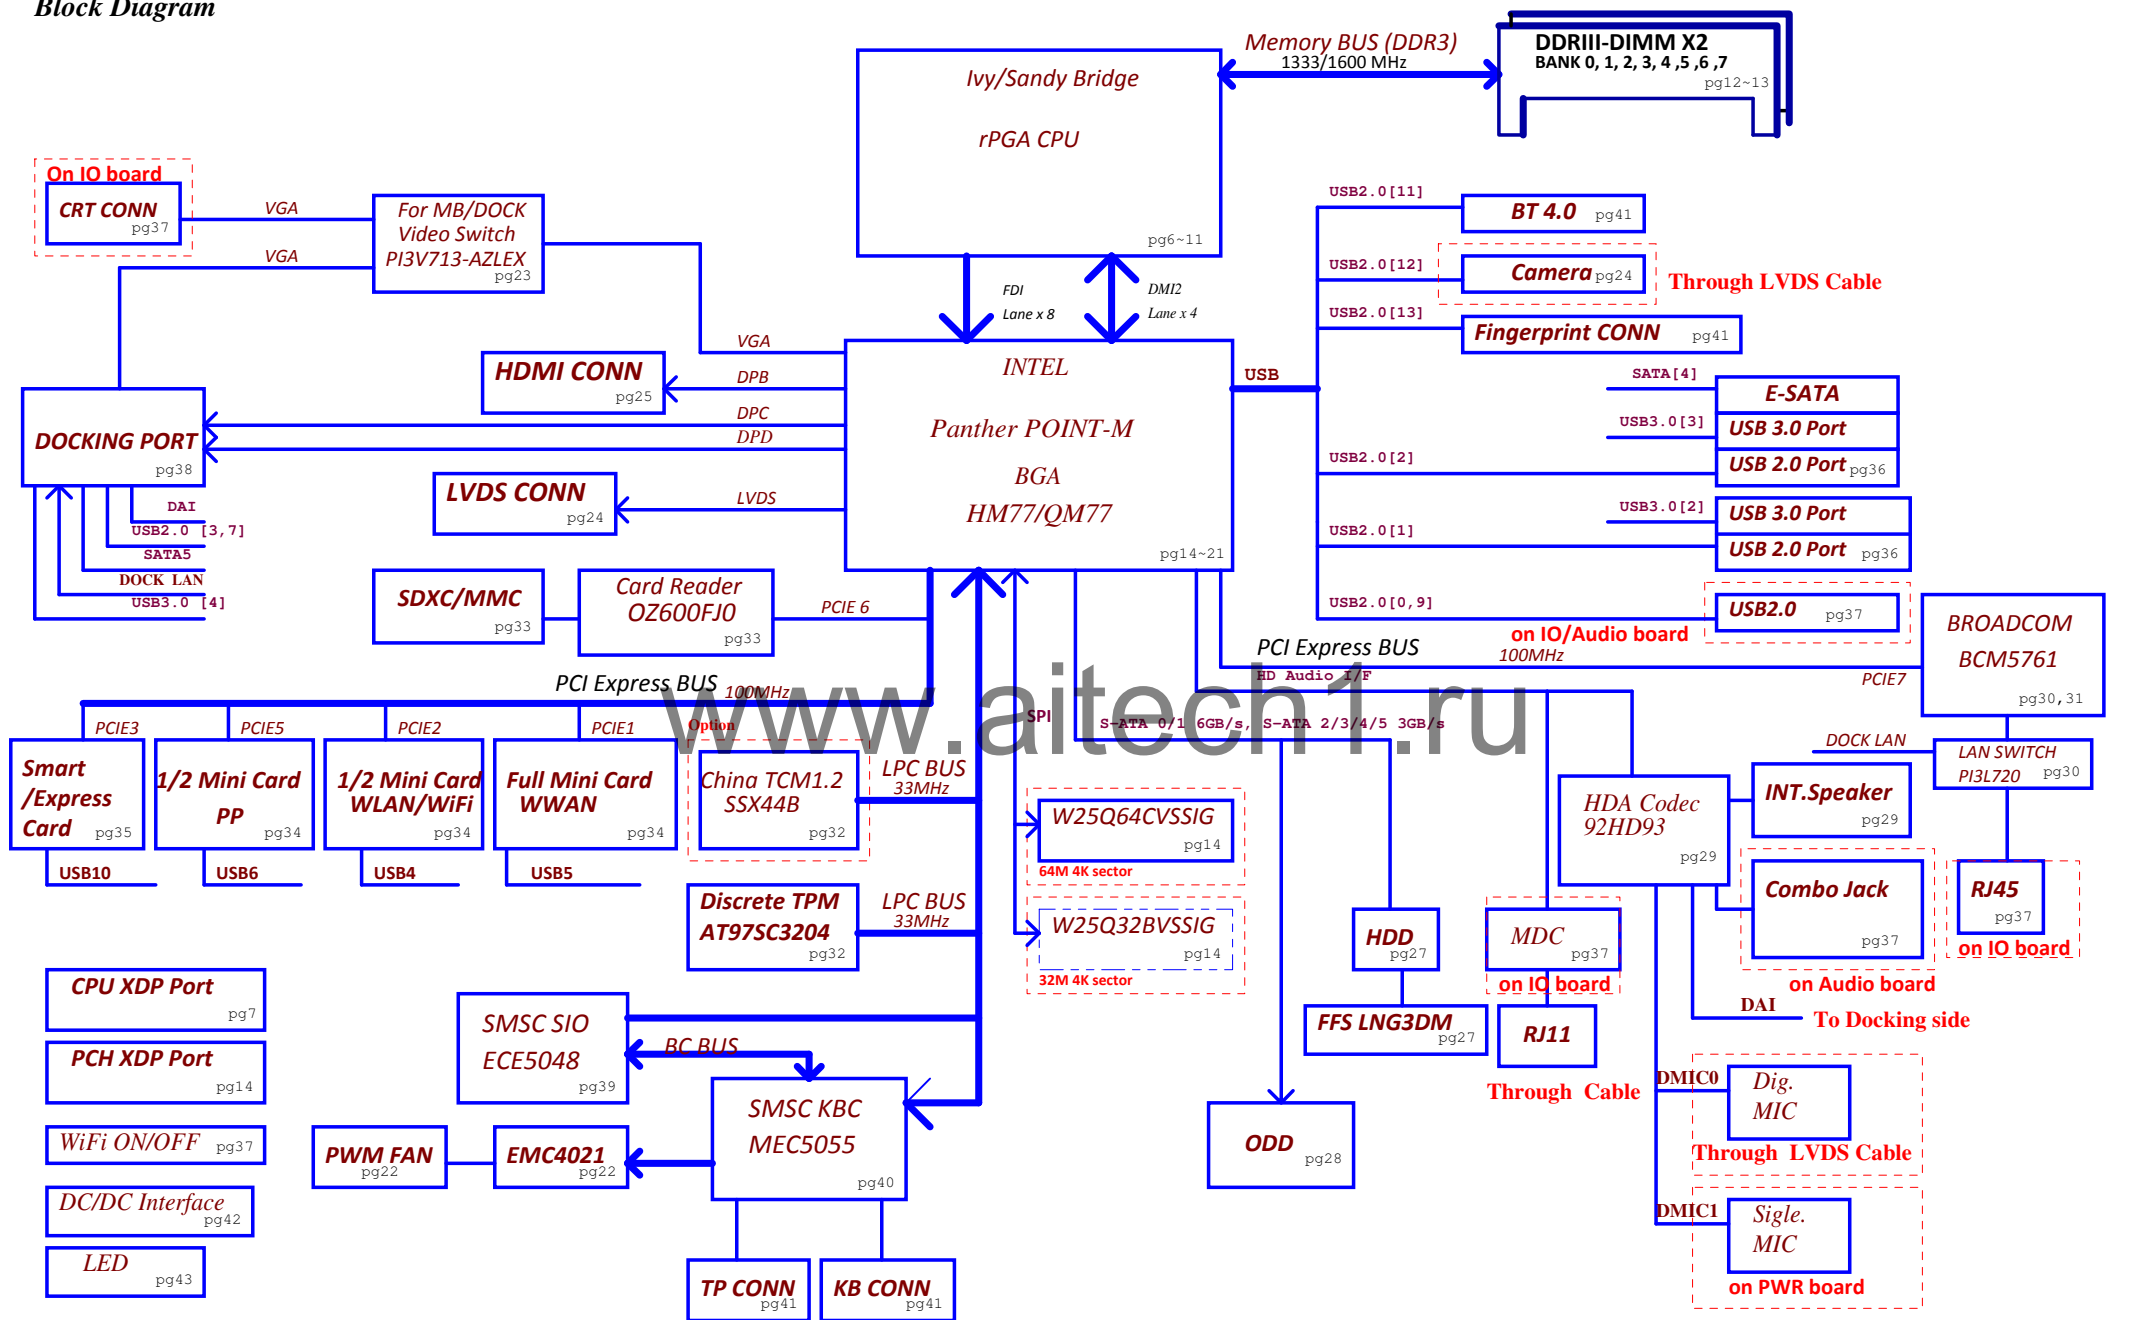 Block Diagram
Ivy/Sandy Bridge
rPGA CPU
pg6~11
Memory BUS (DDR3)
1333/1600 MHz
DDRIII-DIMM X2
BANK 0, 1, 2, 3, 4 ,5 ,6 ,7
pg12~13
On IO board
CRT CONN
pg37
VGA
VGA
For MB/DOCK
Video Switch
PI3V713-AZLEX
pg23
FDI
Lane x 8
DMI2
Lane x 4
USB2.0[11]
BT 4.0 pg41
USB2.0[12]
Camera pg24
Through LVDS Cable
USB2.0[13]
Fingerprint CONN pg41
VGA
HDMI CONN
pg25
DPB
DPC
DPD
INTEL
Panther POINT-M
BGA
HM77/QM77
pg14~21
USB
SATA[4]
E-SATA
USB3.0[3]
USB 3.0 Port
USB2.0[2]
USB 2.0 Port pg36
USB3.0[2]
USB 3.0 Port
USB2.0[1]
USB 2.0 Port pg36
USB2.0[0,9]
USB2.0 pg37
on IO/Audio board
DOCKING PORT
pg38
DAI
USB2.0 [3,7]
SATA5
DOCK LAN
USB3.0 [4]
LVDS CONN
pg24
LVDS
SDXC/MMC
pg33
Card Reader
OZ600FJ0
pg33
PCIE 6
PCI Express BUS
100MHz
BROADCOM
BCM5761
pg30,31
PCIE7
PCI Express BUS
100MHz
HD Audio I/F
www.aitech1.ru
SPI
S-ATA 0/1 6GB/s, S-ATA 2/3/4/5 3GB/s
PCIE3
PCIE5
PCIE2
PCIE1
Smart
/Express
Card pg35
1/2 Mini Card
PP
pg34
1/2 Mini Card
WLAN/WiFi
pg34
Full Mini Card
WWAN
pg34
USB10
USB6
USB4
USB5
Option
China TCM1.2
SSX44B
pg32
LPC BUS
33MHz
Discrete TPM
AT97SC3204
pg32
LPC BUS
33MHz
W25Q64CVSSIG
pg14
64M 4K sector
W25Q32BVSSIG
pg14
32M 4K sector
DOCK LAN
LAN SWITCH
PI3L720 pg30
HDA Codec
92HD93
pg29
INT.Speaker
pg29
Combo Jack
pg37
on Audio board
RJ45
pg37
on IO board
HDD
pg27
FFS LNG3DM
pg27
MDC
pg37
on IO board
RJ11
Through Cable
DAI
To Docking side
ODD pg28
DMIC0
Dig.
MIC
Through LVDS Cable
DMIC1
Sigle.
MIC
on PWR board
CPU XDP Port
pg7
PCH XDP Port
pg14
WiFi ON/OFF pg37
DC/DC Interface
pg42
LED
pg43
SMSC SIO
ECE5048
pg39
BC BUS
SMSC KBC
MEC5055
pg40
PWM FAN
pg22
EMC4021
pg22
TP CONN
pg41
KB CONN
pg41